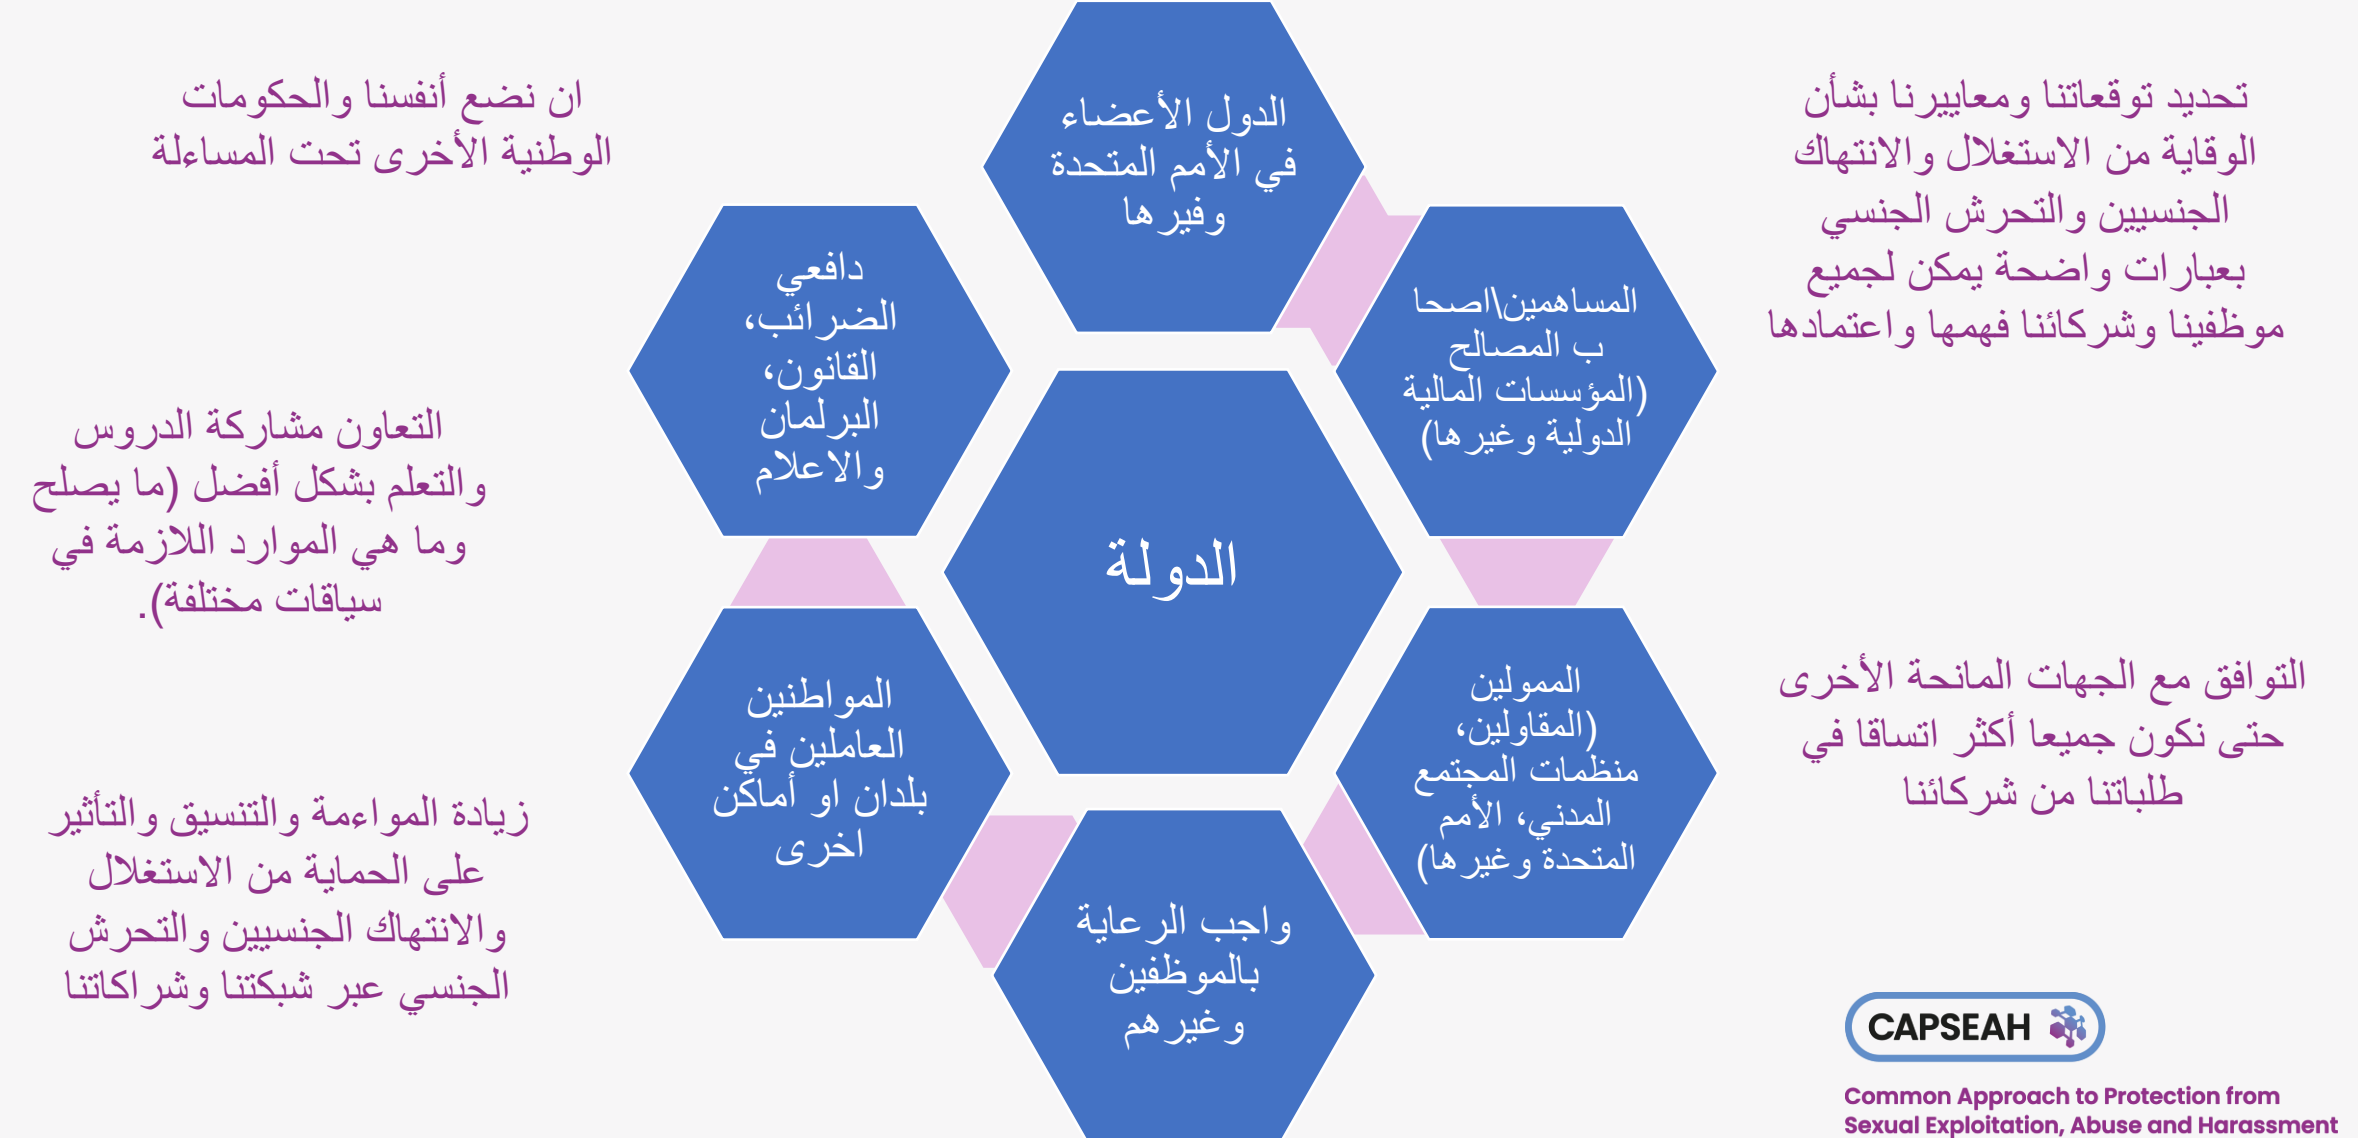 تحديد توقعاتنا ومعاييرنا بشأن
الوقاية من الاستغلال والانتهاك
الجنسيين والتحرش الجنسي
بعبارات واضحة يمكن لجميع
موظفينا وشركائنا فهمها واعتمادها
التوافق مع الجهات المانحة الأخرى
حتى نكون جميعا أكثر اتساقا في
طلباتنا من شركائنا
الدول الأعضاء
في الأمم المتحدة
وفيرها
المساهمين\اصحا
ب المصالح
(المؤسسات المالية
الدولية وغيرها)
الممولين
(المقاولين،
منظمات المجتمع
المدني، الأمم
المتحدة وغيرها)
واجب الرعاية
بالموظفين
وغيرهم
المواطنين
العاملين في
بلدان او أماكن
اخرى
دافعي
الضرائب،
القانون،
البرلمان
والاعلام
الدولة
ان نضع أنفسنا والحكومات
الوطنية الأخرى تحت المساءلة
التعاون مشاركة الدروس
والتعلم بشكل أفضل (ما يصلح
وما هي الموارد اللازمة في
سياقات مختلفة).
زيادة المواءمة والتنسيق والتأثير
على الحماية من الاستغلال
والانتهاك الجنسيين والتحرش
الجنسي عبر شبكتنا وشراكاتنا
CAPSEAH
Common Approach to Protection from
Sexual Exploitation, Abuse and Harassment